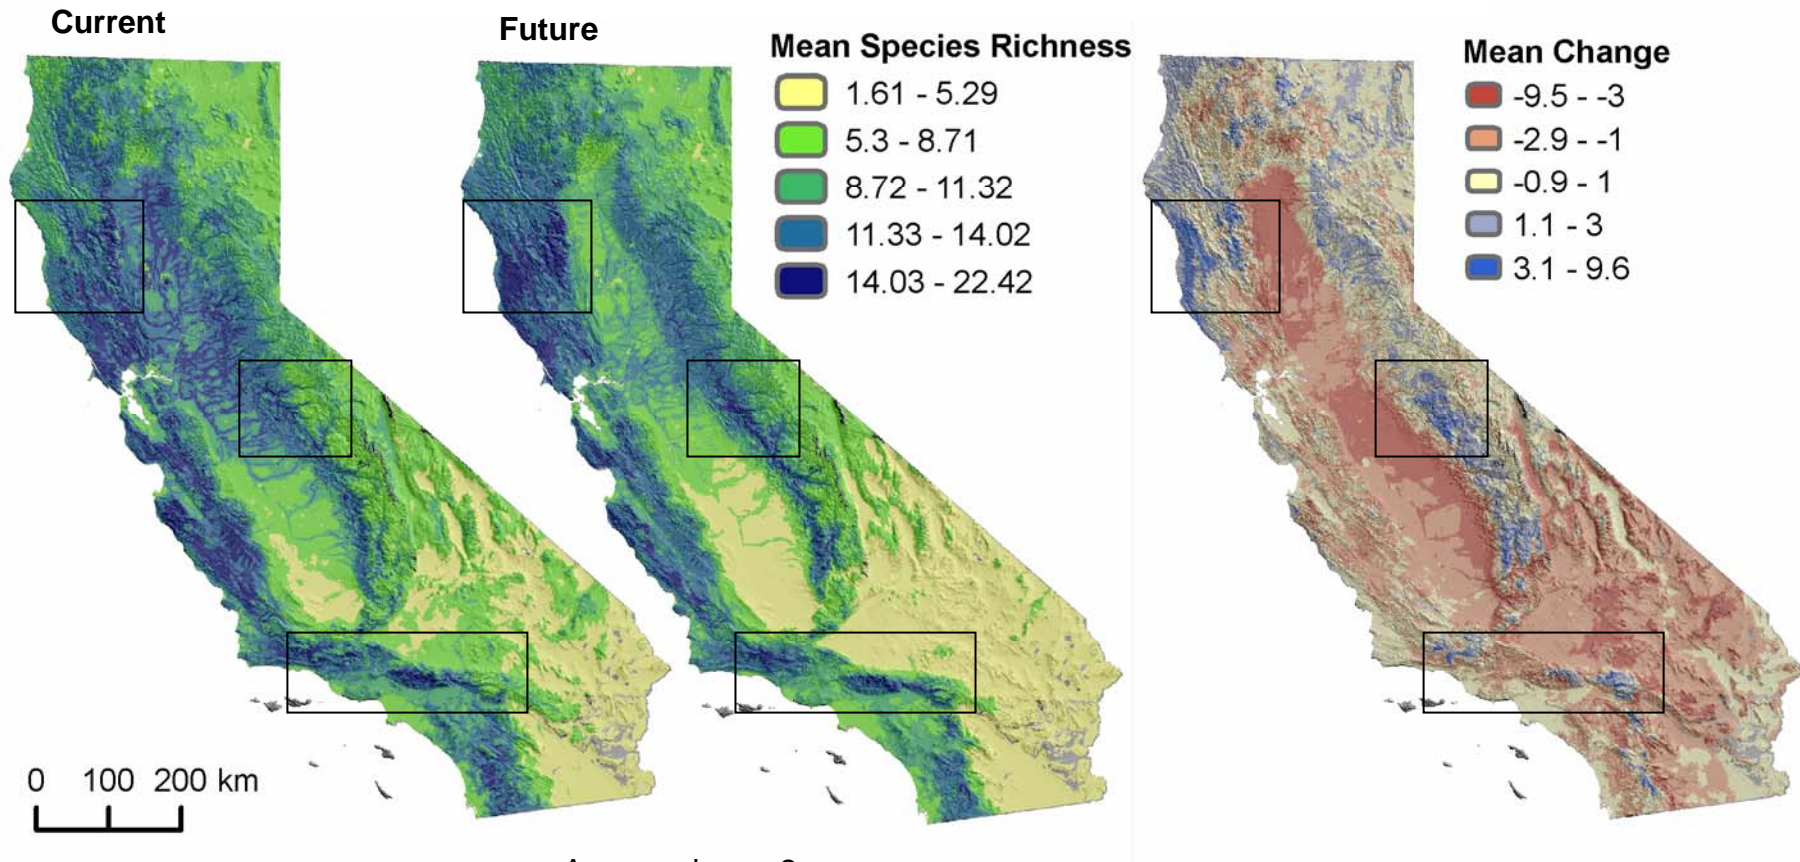 Current
Future
Mean Species Richness
1.61 - 5.29
5.3 - 8.71
8.72 - 11.32
11.33 - 14.02
14.03 - 22.42
Mean Change
-9.5 - -3
-2.9 - -1
-0.9 - 1
1.1 - 3
3.1 - 9.6
0 100 200 km